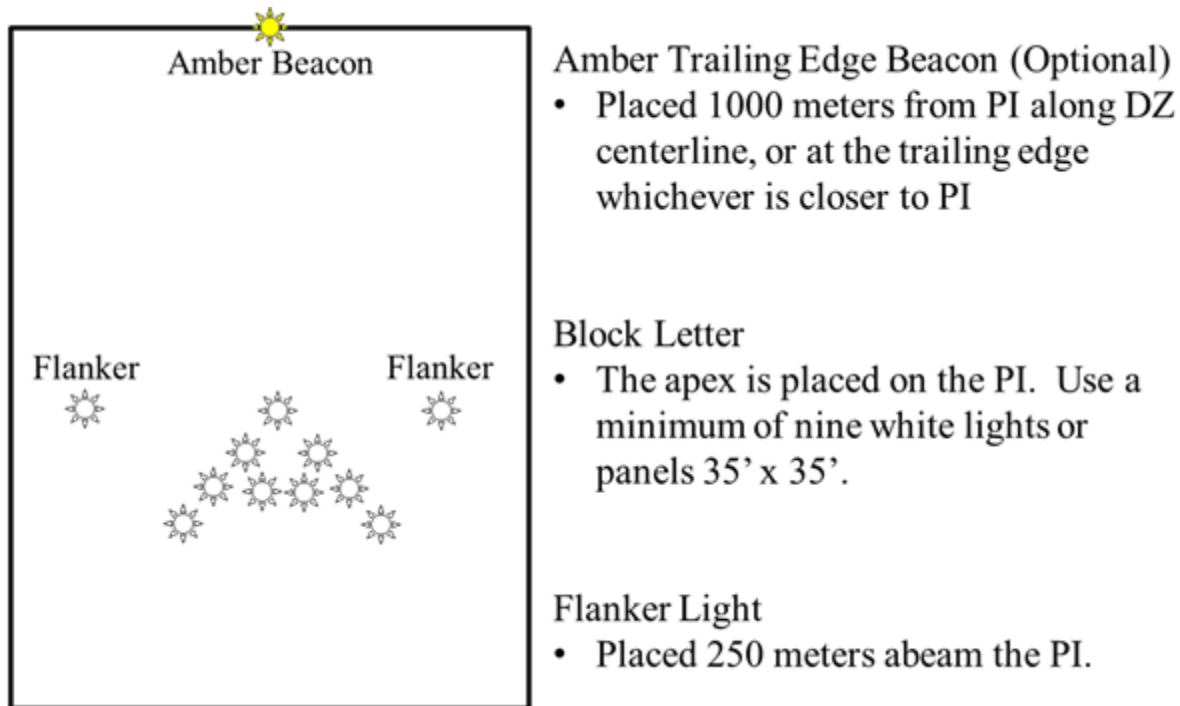 Amber Beacon
Flanker
Flanker
Amber Trailing Edge Beacon (Optional)
• Placed 1000 meters from PI along DZ
centerline, or at the trailing edge
whichever is closer to PI
Block Letter
• The apex is placed on the PI.  Use a
minimum of nine white lights or
panels 35’ x 35’.
Flanker Light
• Placed 250 meters abeam the PI.